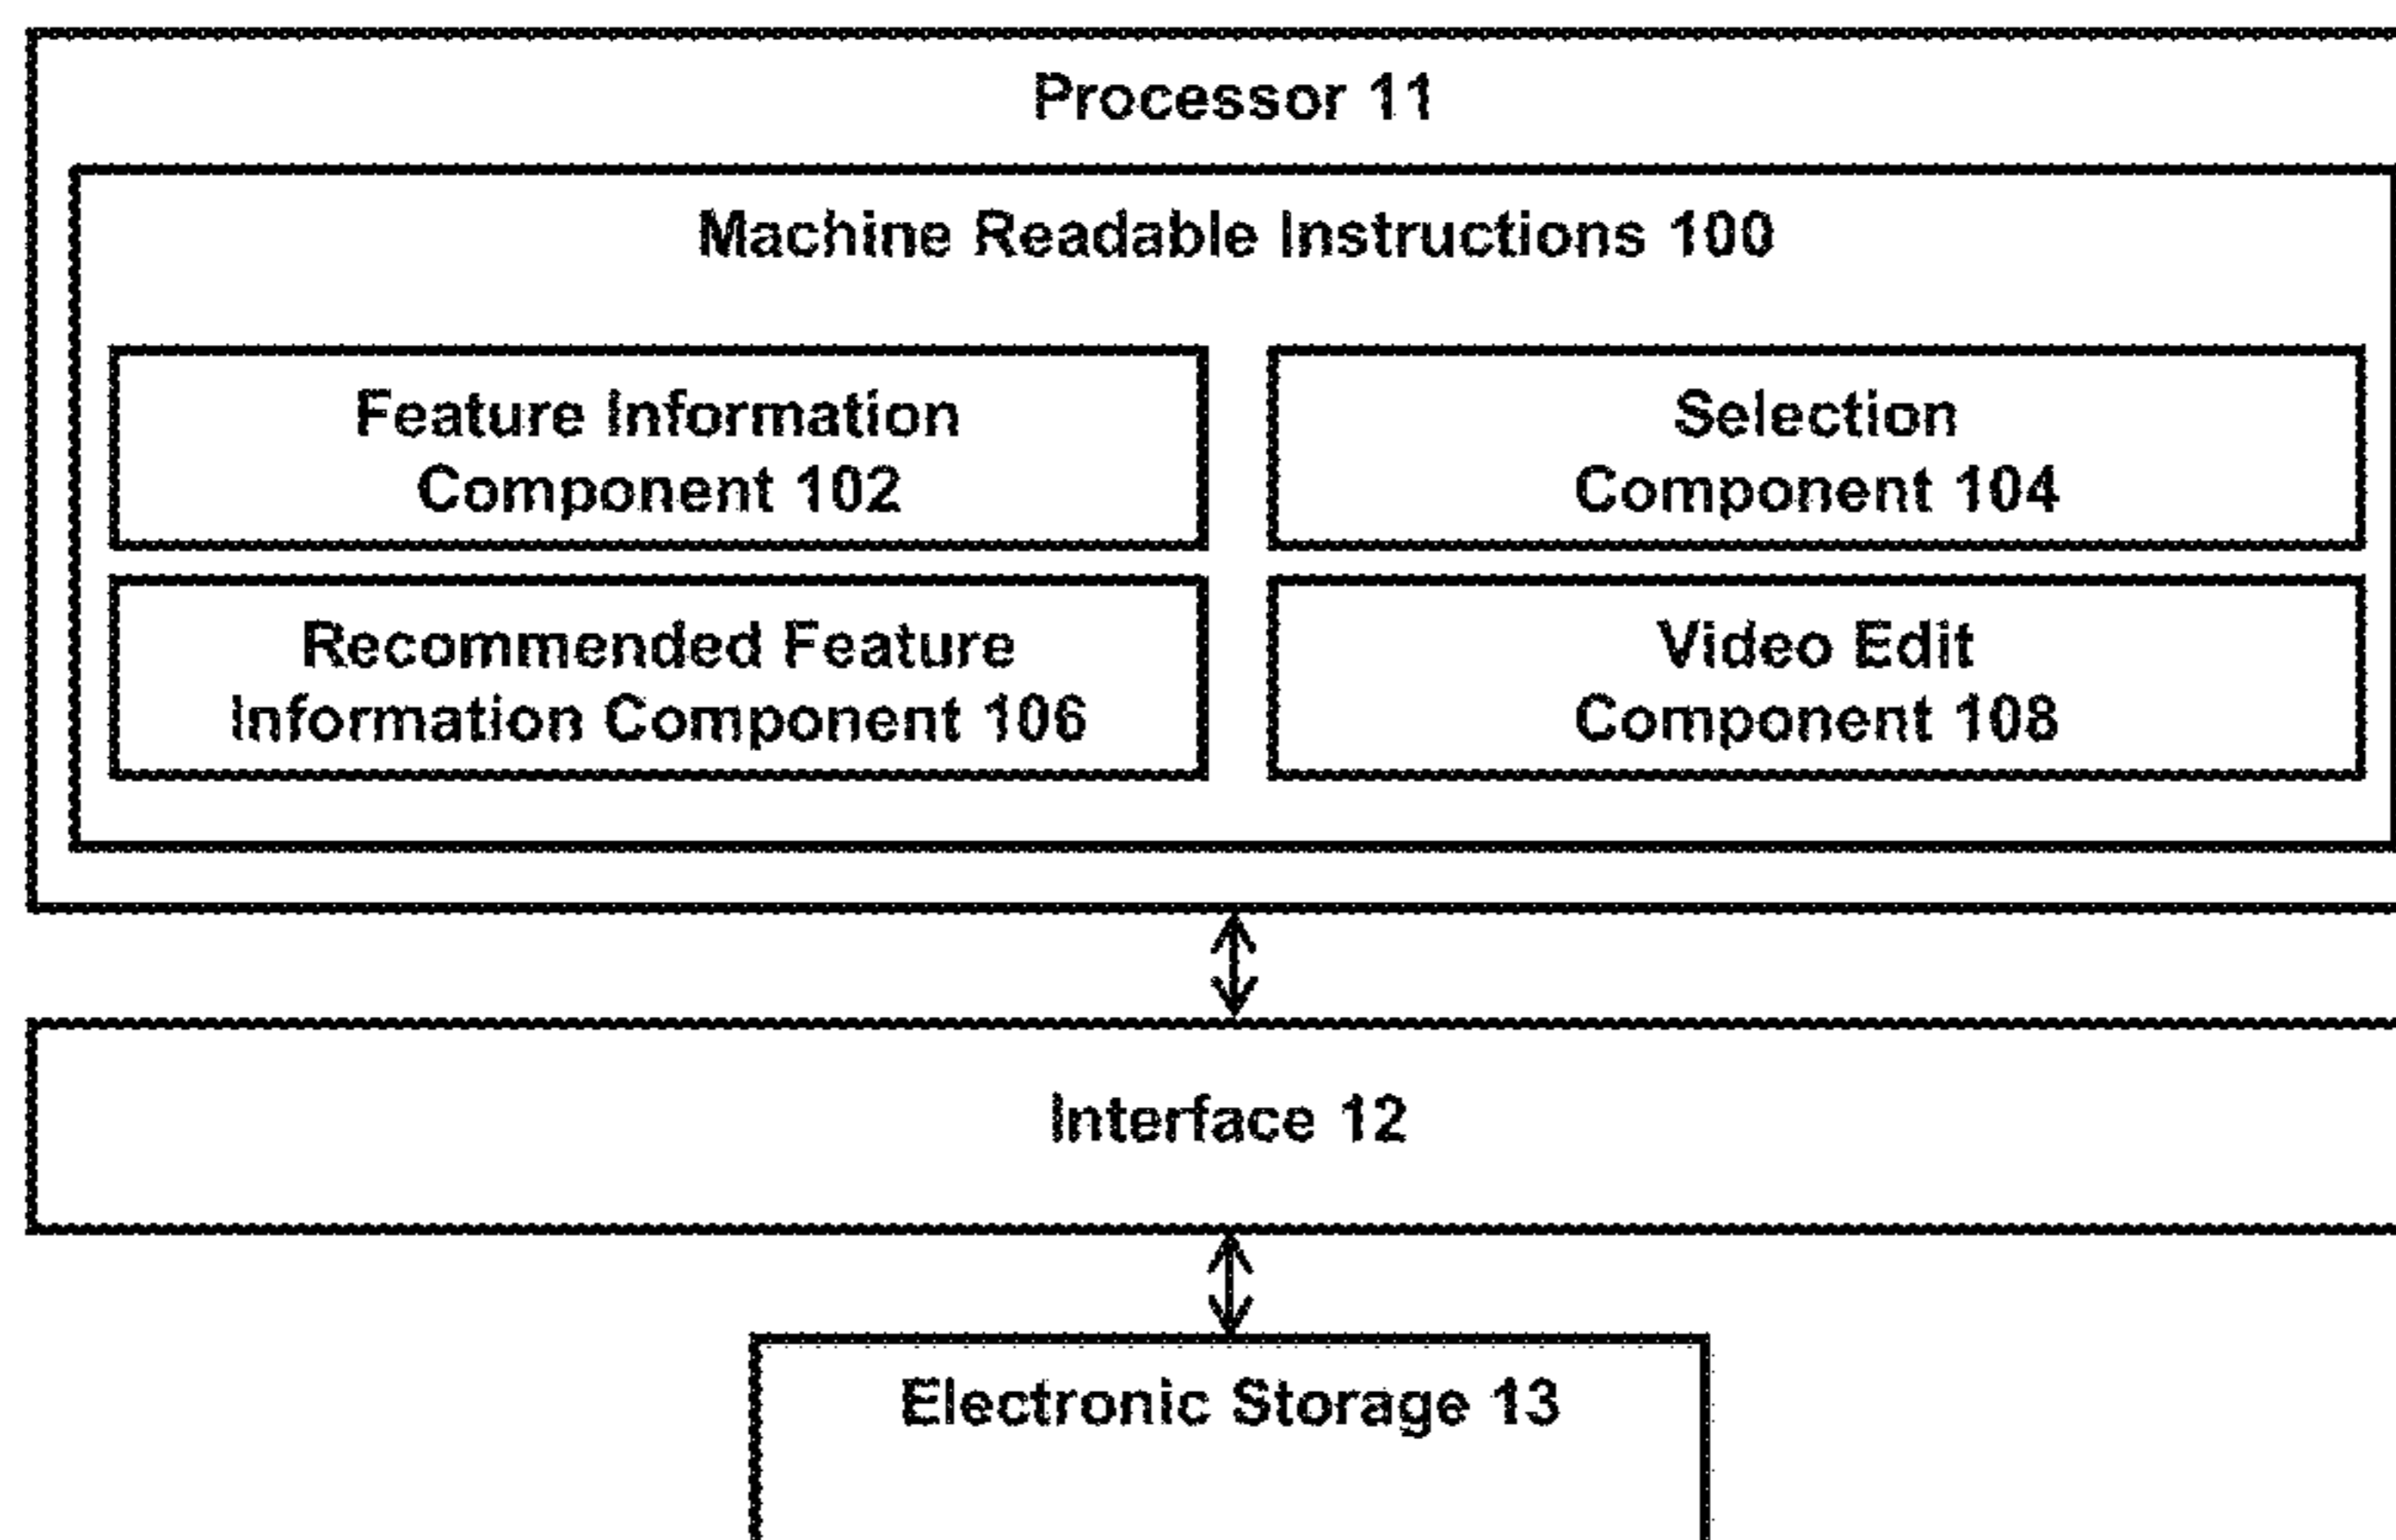 Processor 11
Machine Readable Instructions 100
Feature Information
Component 102
Selection
Component 104
Recommended Feature
Information Component 106
Video Edit
Component 108
Interface 12
Electronic Storage 13